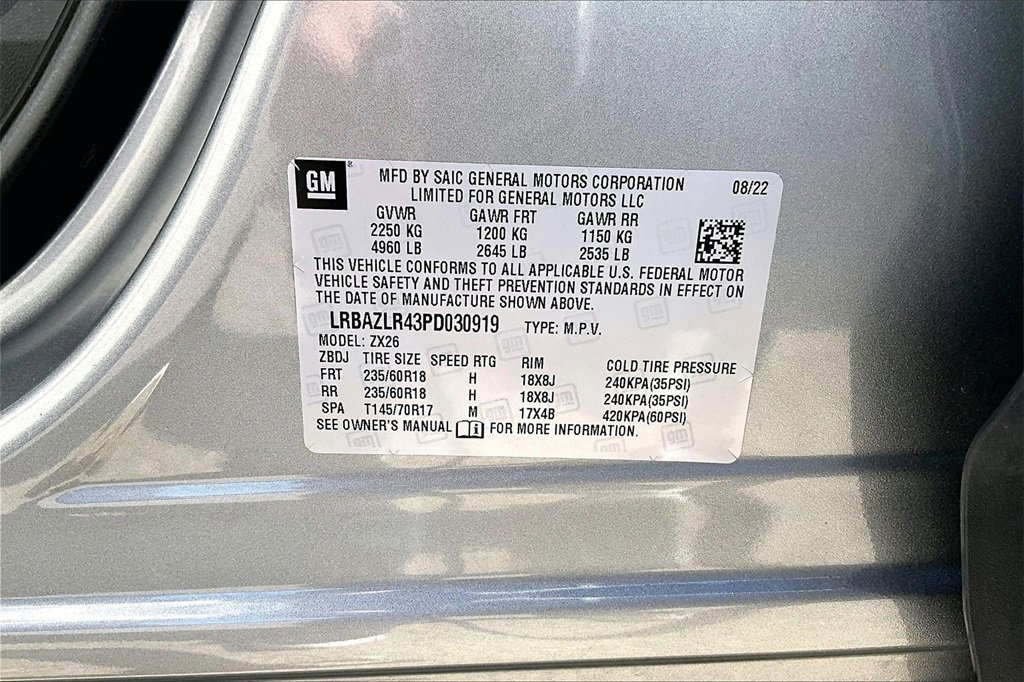 GM
MFD BY SAIC GENERAL MOTORS CORPORATION
LIMITED FOR GENERAL MOTORS LLC
08/22
GVWR GAWR FRT GAWR RR
2250 KG 1200 KG 1150 KG
4960 LB 2645 LB 2535 LB
THIS VEHICLE CONFORMS TO ALL APPLICABLE U.S. FEDERAL MOTOR
VEHICLE SAFETY AND THEFT PREVENTION STANDARDS IN EFFECT ON
THE DATE OF MANUFACTURE SHOWN ABOVE.
LRBAZLR43PD030919 TYPE: M.P.V.
MODEL: ZX26
ZBDJ TIRE SIZE SPEED RTG RIM COLD TIRE PRESSURE
FRT 235/60R18 H 18X8J 240KPA(35PSI)
RR 235/60R18 H 18X8J 240KPA(35PSI)
SPA T145/70R17 M 17X4B 420KPA(60PSI)
SEE OWNER'S MANUAL FOR MORE INFORMATION.